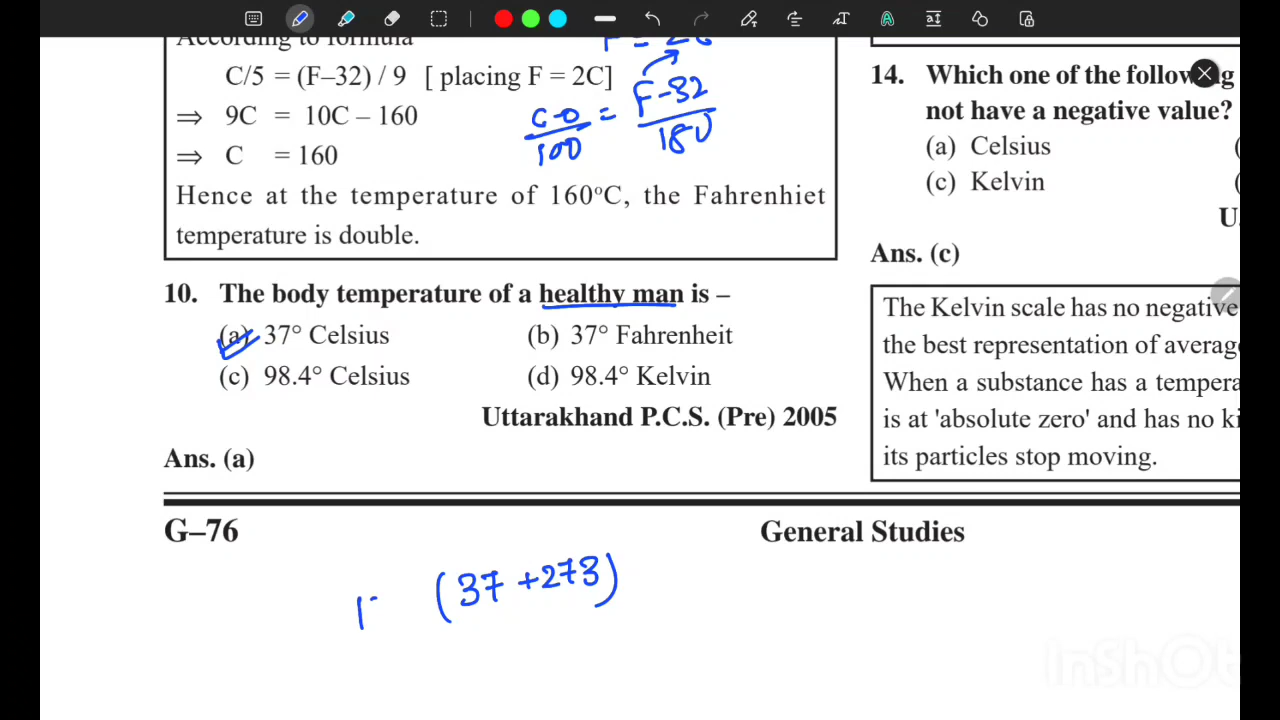 According to formula
F = 2C
C/5 = (F–32) / 9 [ placing F = 2C]
⇒ 9C = 10C – 160
C-0/100 = F-32/180
⇒ C = 160
Hence at the temperature of 160°C, the Fahrenhiet
temperature is double.
10. The body temperature of a healthy man is –
(a) 37° Celsius (b) 37° Fahrenheit
(c) 98.4° Celsius (d) 98.4° Kelvin
Uttarakhand P.C.S. (Pre) 2005
Ans. (a)
14. Which one of the following
not have a negative value?
(a) Celsius (
(c) Kelvin (
U.
Ans. (c)
The Kelvin scale has no negative
the best representation of average
When a substance has a tempera
is at 'absolute zero' and has no ki
its particles stop moving.
G–76 General Studies
(37 +273)
InShOt